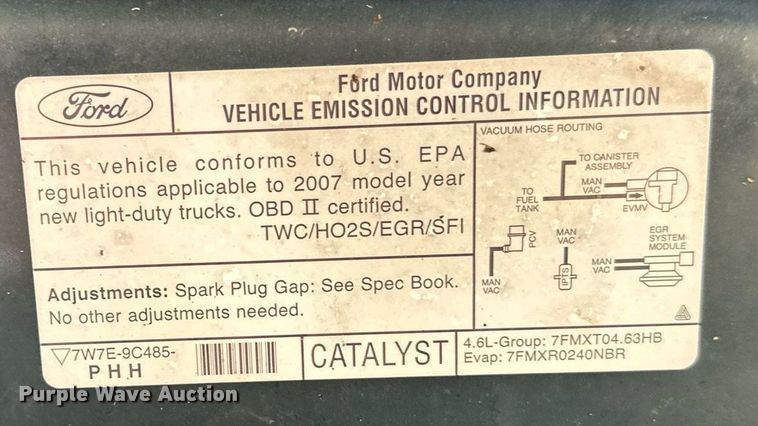 Ford
Ford Motor Company
VEHICLE EMISSION CONTROL INFORMATION
This vehicle conforms to U.S. EPA
regulations applicable to 2007 model year
new light-duty trucks. OBD II certified.
TWC/HO2S/EGR/SFI
Adjustments: Spark Plug Gap: See Spec Book.
No other adjustments needed.
VACUUM HOSE ROUTING
TO CANISTER
ASSEMBLY
MAN
VAC
TO
FUEL
TANK
EVMV
PCV
MAN
VAC
MAN
VAC
IPTS
EGR
SYSTEM
MODULE
MAN
VAC
7W7E-9C485-
PHH
CATALYST
4.6L-Group: 7FMXT04.63HB
Evap: 7FMXR0240NBR
Purple Wave Auction